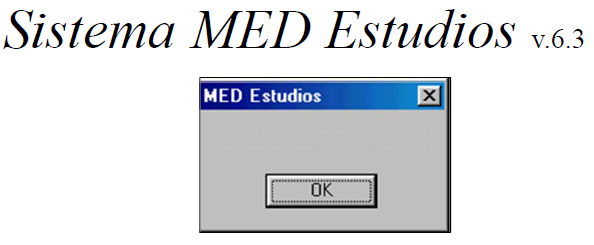 Sistema MED Estudios v.6.3
MED Estudios
OK